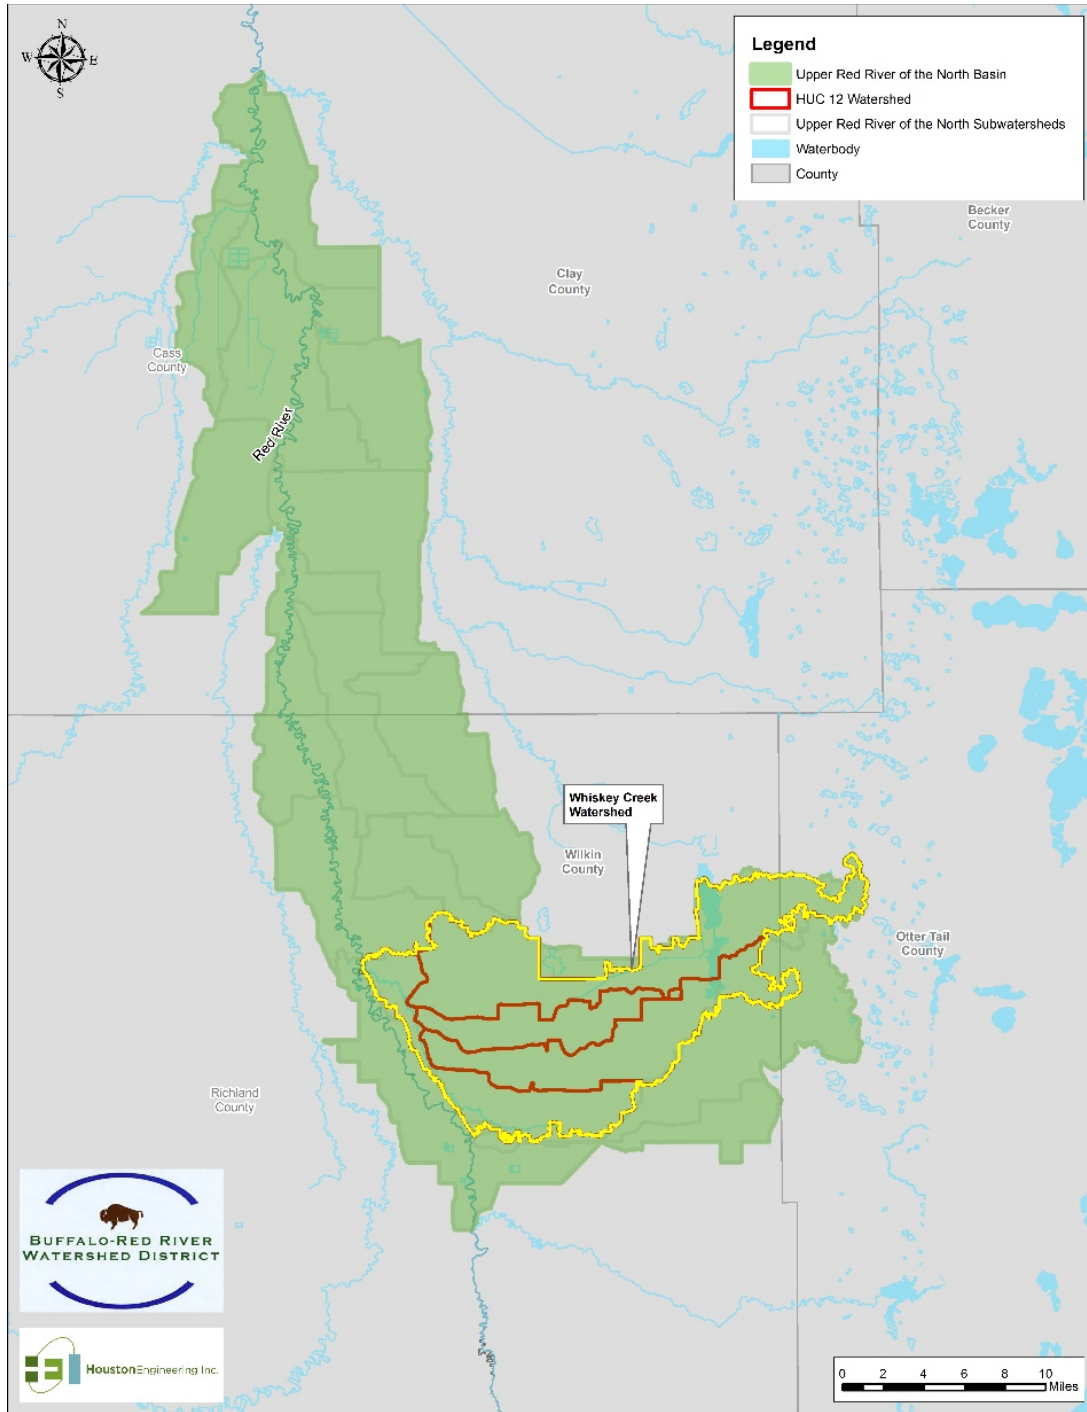 N
W
E
S
Legend
Upper Red River of the North Basin
HUC 12 Watershed
Upper Red River of the North Subwatersheds
Waterbody
County
Becker
County
Clay
County
Cass
County
Red River
Whiskey Creek
Watershed
Wilkin
County
Otter Tail
County
Richland
County
BUFFALO-RED RIVER
WATERSHED DISTRICT
HoustonEngineering Inc.
0 2 4 6 8 10
Miles